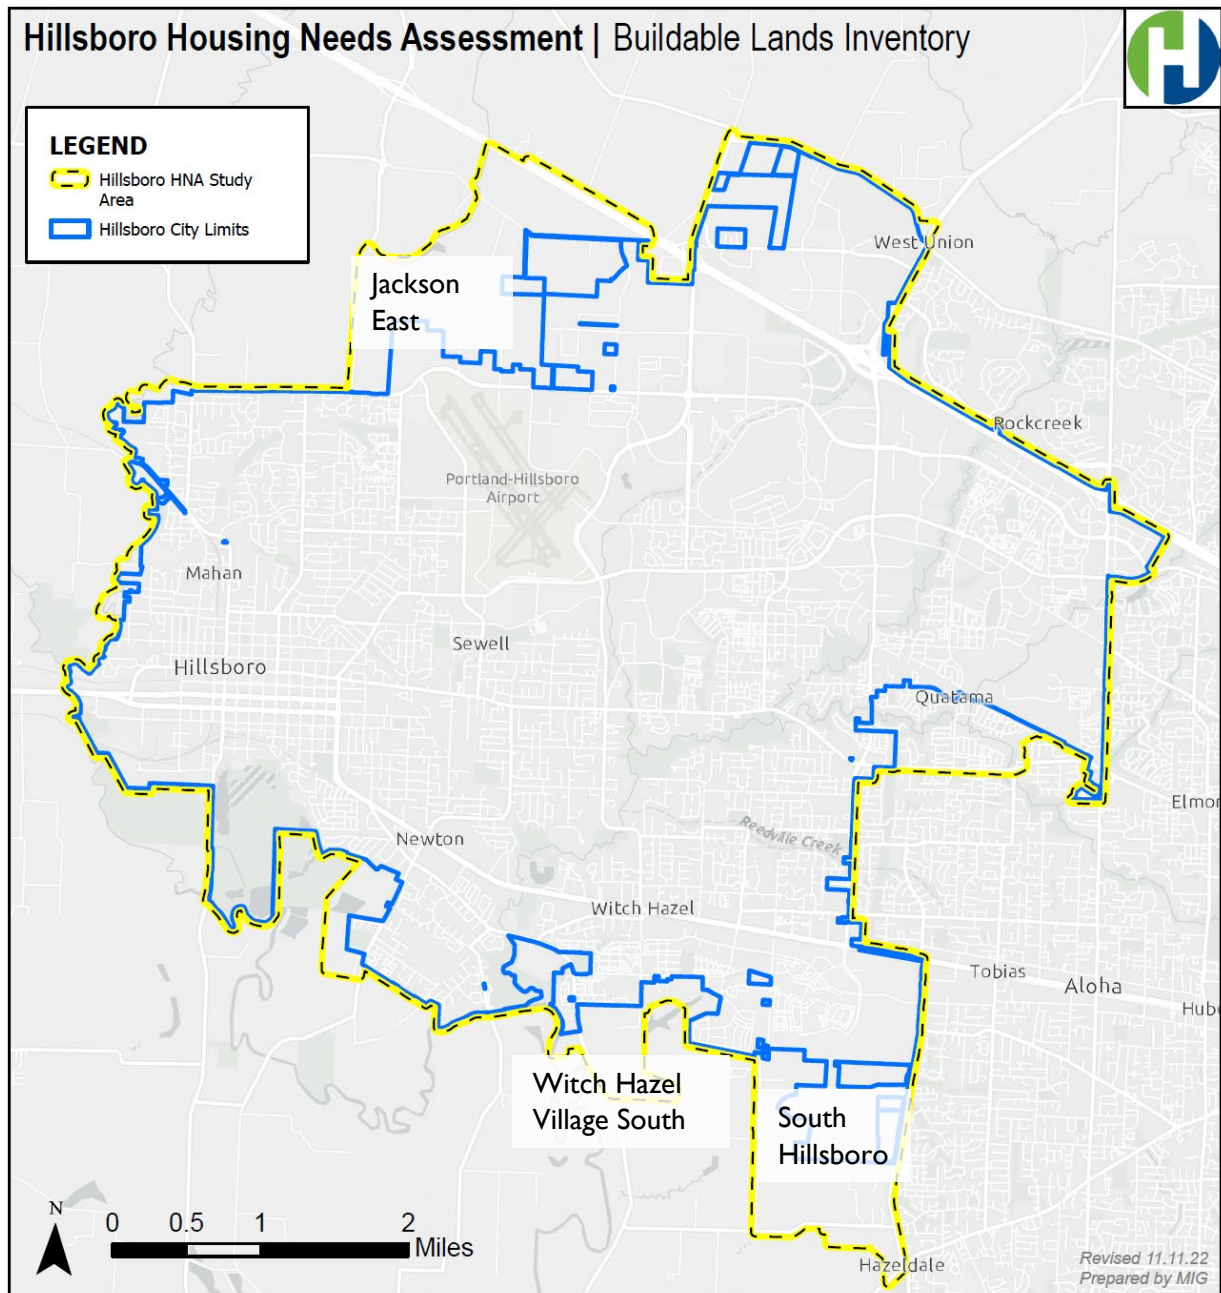 Hillsboro Housing Needs Assessment | Buildable Lands Inventory
H
LEGEND
Hillsboro HNA Study
Area
Hillsboro City Limits
West Union
Jackson
East
Rockcreek
Portland-Hillsboro
Airport
Mahan
Sewell
Hillsboro
Quatama
Elmon
Newton
Reedville Creek
Witch Hazel
Tobias
Aloha
Hube
Witch Hazel
Village South
South
Hillsboro
N
0 0.5 1 2
Miles
Hazeldale
Revised 11.11.22
Prepared by MIG